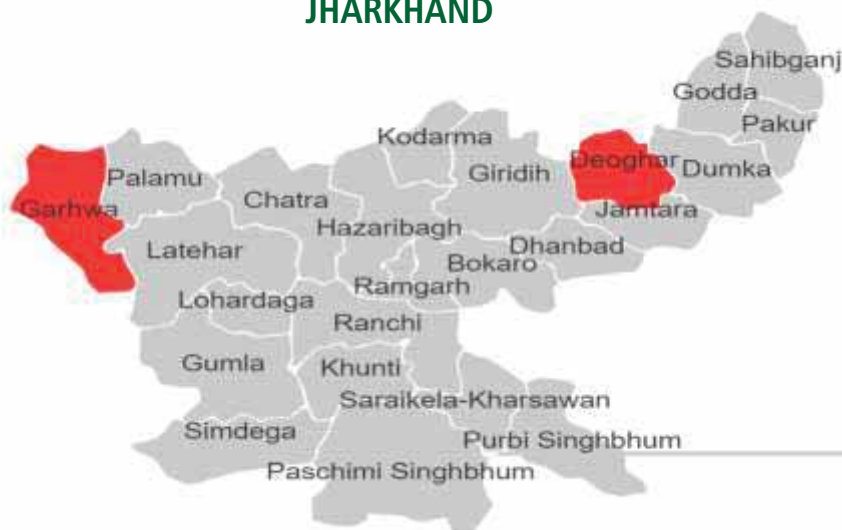 JHARKHAND
Sahibganj
Godda
Pakur
Kodarma
Giridih
Deoghar
Dumka
Palamu
Garhwa
Chatra
Jamtara
Hazaribagh
Latehar
Dhanbad
Bokaro
Ramgarh
Lohardaga
Ranchi
Gumla
Khunti
Saraikela-Kharsawan
Simdega
Purbi Singhbhum
Paschimi Singhbhum